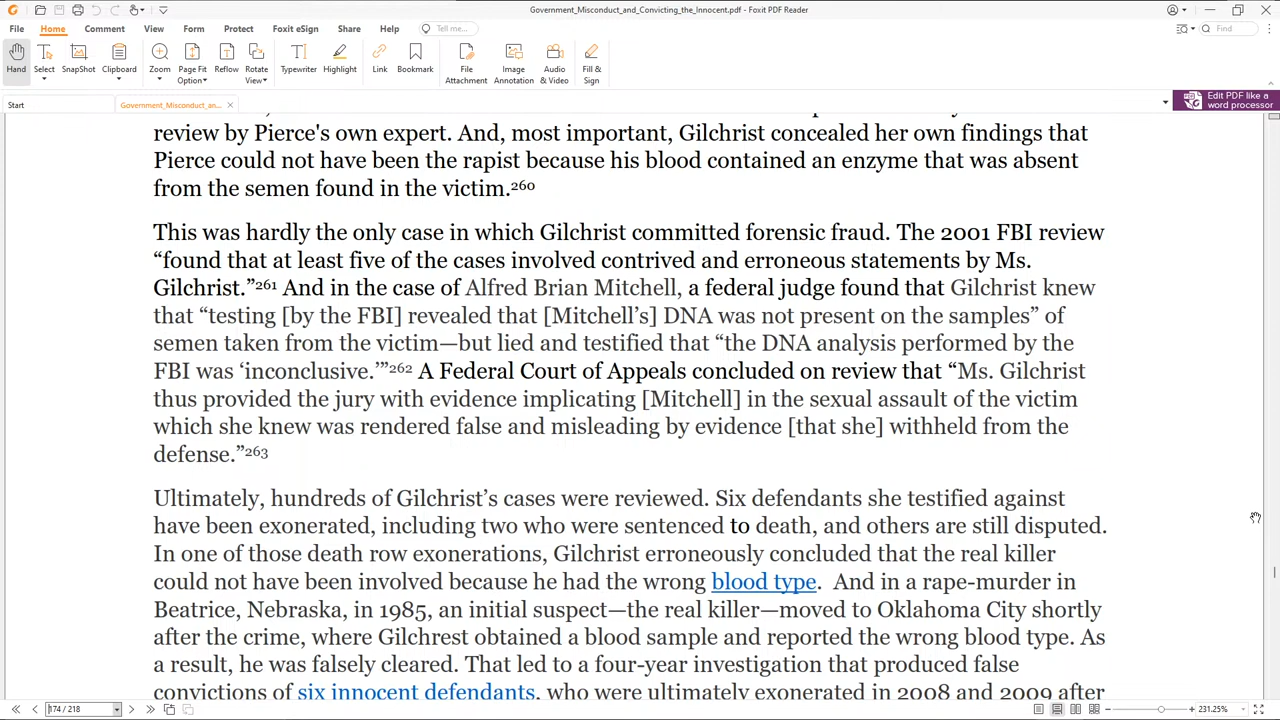 Government_Misconduct_and_Convicting_the_Innocent.pdf - Foxit PDF Reader
File Home Comment View Form Protect Foxit eSign Share Help Tell me... Find
Hand Select SnapShot Clipboard Zoom Page Fit Option Reflow Rotate View Typewriter Highlight Link Bookmark File Attachment Image Annotation Audio & Video Fill & Sign
Start Government_Misconduct_an... Edit PDF like a word processor
review by Pierce's own expert. And, most important, Gilchrist concealed her own findings that
Pierce could not have been the rapist because his blood contained an enzyme that was absent
from the semen found in the victim.260
This was hardly the only case in which Gilchrist committed forensic fraud. The 2001 FBI review
“found that at least five of the cases involved contrived and erroneous statements by Ms.
Gilchrist.”261 And in the case of Alfred Brian Mitchell, a federal judge found that Gilchrist knew
that “testing [by the FBI] revealed that [Mitchell’s] DNA was not present on the samples” of
semen taken from the victim—but lied and testified that “the DNA analysis performed by the
FBI was ‘inconclusive.’”262 A Federal Court of Appeals concluded on review that “Ms. Gilchrist
thus provided the jury with evidence implicating [Mitchell] in the sexual assault of the victim
which she knew was rendered false and misleading by evidence [that she] withheld from the
defense.”263
Ultimately, hundreds of Gilchrist’s cases were reviewed. Six defendants she testified against
have been exonerated, including two who were sentenced to death, and others are still disputed.
In one of those death row exonerations, Gilchrist erroneously concluded that the real killer
could not have been involved because he had the wrong blood type.  And in a rape-murder in
Beatrice, Nebraska, in 1985, an initial suspect—the real killer—moved to Oklahoma City shortly
after the crime, where Gilchrest obtained a blood sample and reported the wrong blood type. As
a result, he was falsely cleared. That led to a four-year investigation that produced false
convictions of six innocent defendants, who were ultimately exonerated in 2008 and 2009 after
174 / 218 231.25%